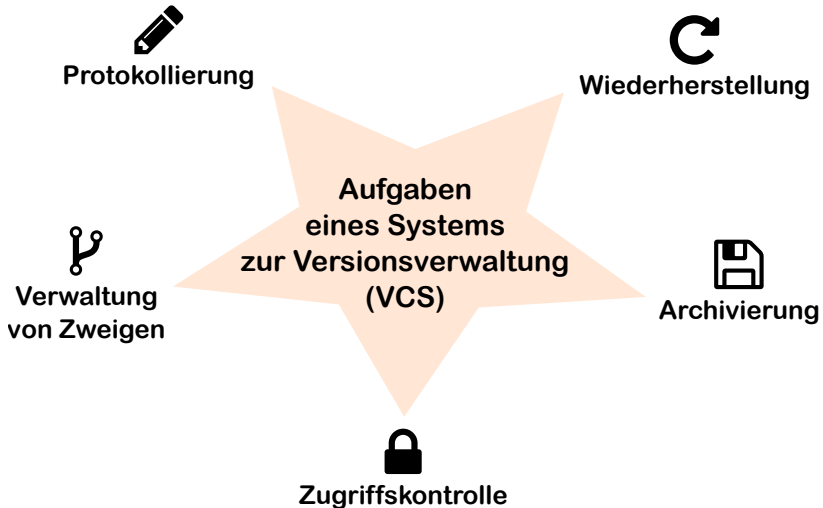 Protokollierung
Wiederherstellung
Aufgaben
eines Systems
zur Versionsverwaltung
(VCS)
Verwaltung
von Zweigen
Archivierung
Zugriffskontrolle